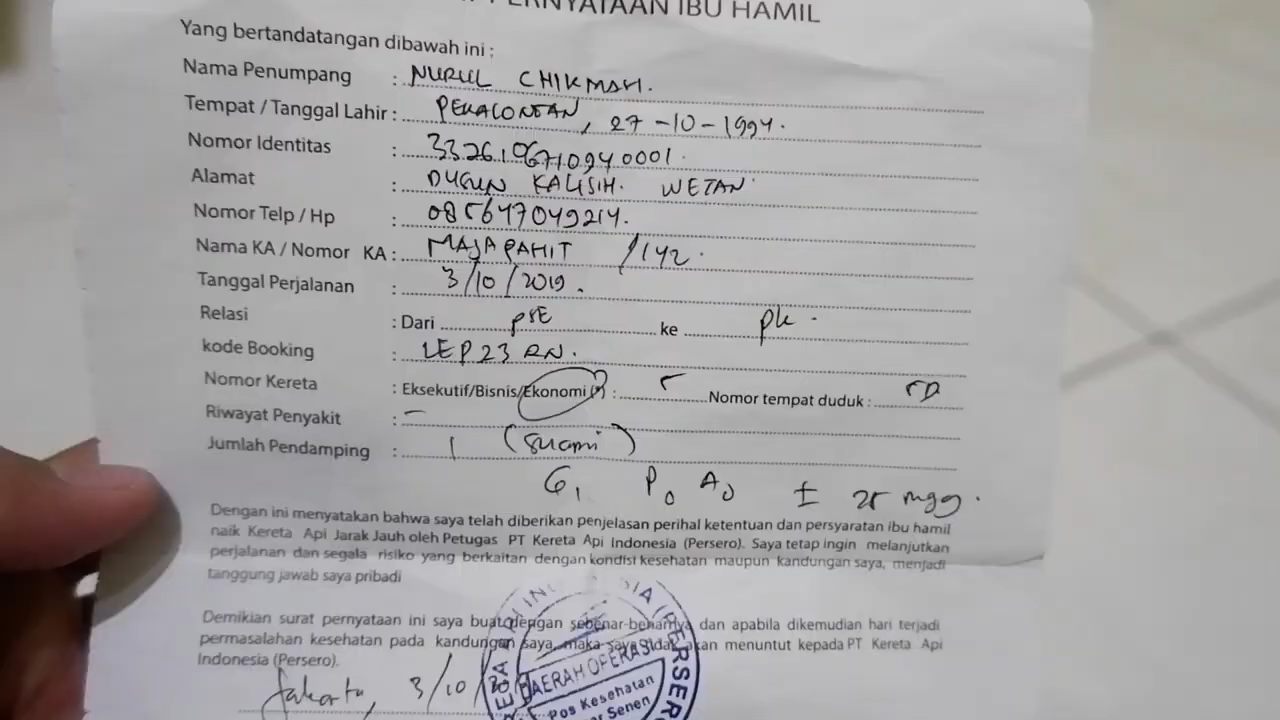 PERNYATAAN IBU HAMIL
Yang bertandatangan dibawah ini :
Nama Penumpang : NURUL CHIKMAH.
Tempat / Tanggal Lahir : PEKALONGAN, 27-10-1994.
Nomor Identitas : 3326106710940001.
Alamat : DUSUN KALISIH. WETAN
Nomor Telp / Hp : 085647049214.
Nama KA / Nomor KA : MAJAPAHIT /142.
Tanggal Perjalanan : 3/10/2019.
Relasi : Dari PSE ke pk.
kode Booking : LEP23RN.
Nomor Kereta : Eksekutif/Bisnis/Ekonomi(*) : 5 Nomor tempat duduk : 5D
Riwayat Penyakit : -
Jumlah Pendamping : 1 (suami)
G1 P0 A0 ± 25 mgg.
Dengan ini menyatakan bahwa saya telah diberikan penjelasan perihal ketentuan dan persyaratan ibu hamil
naik Kereta Api Jarak Jauh oleh Petugas PT Kereta Api Indonesia (Persero). Saya tetap ingin melanjutkan
perjalanan dan segala risiko yang berkaitan dengan kondisi kesehatan maupun kandungan saya, menjadi
tanggung jawab saya pribadi
Demikian surat pernyataan ini saya buat dengan sebenar-benarnya dan apabila dikemudian hari terjadi
permasalahan kesehatan pada kandungan saya, maka saya tidak akan menuntut kepada PT Kereta Api
Indonesia (Persero).
Jakarta, 3/10/
DAERAH OPERASI
Pos Kesehatan
Senen